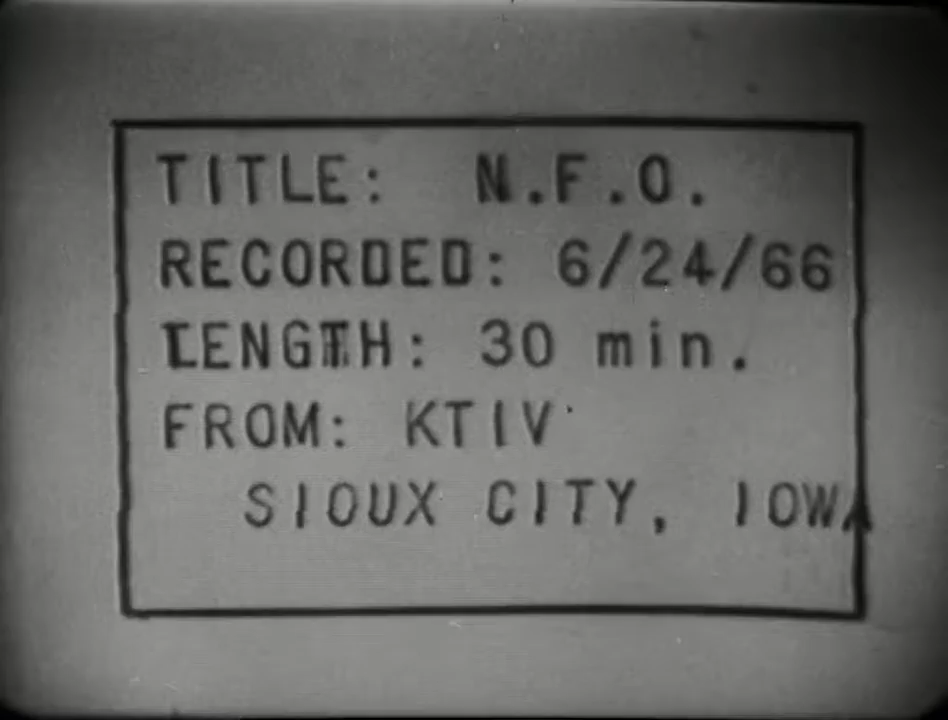 TITLE: N.F.O.
RECORDED: 6/24/66
LENGTH: 30 min.
FROM: KTIV
SIOUX CITY, IOWA